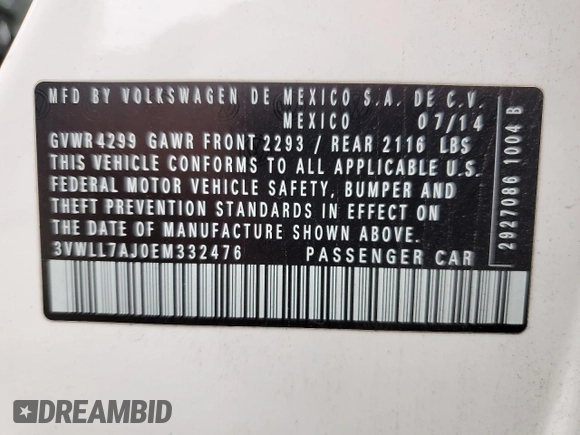 MFD BY VOLKSWAGEN DE MEXICO S.A. DE C.V.
MEXICO 07/14
GVWR 4299 GAWR FRONT 2293 / REAR 2116 LBS
THIS VEHICLE CONFORMS TO ALL APPLICABLE U.S.
FEDERAL MOTOR VEHICLE SAFETY, BUMPER AND
THEFT PREVENTION STANDARDS IN EFFECT ON
THE DATE OF MANUFACTURE SHOWN ABOVE.
3VWLL7AJ0EM332476 PASSENGER CAR
2927086 1004 B
DREAMBID